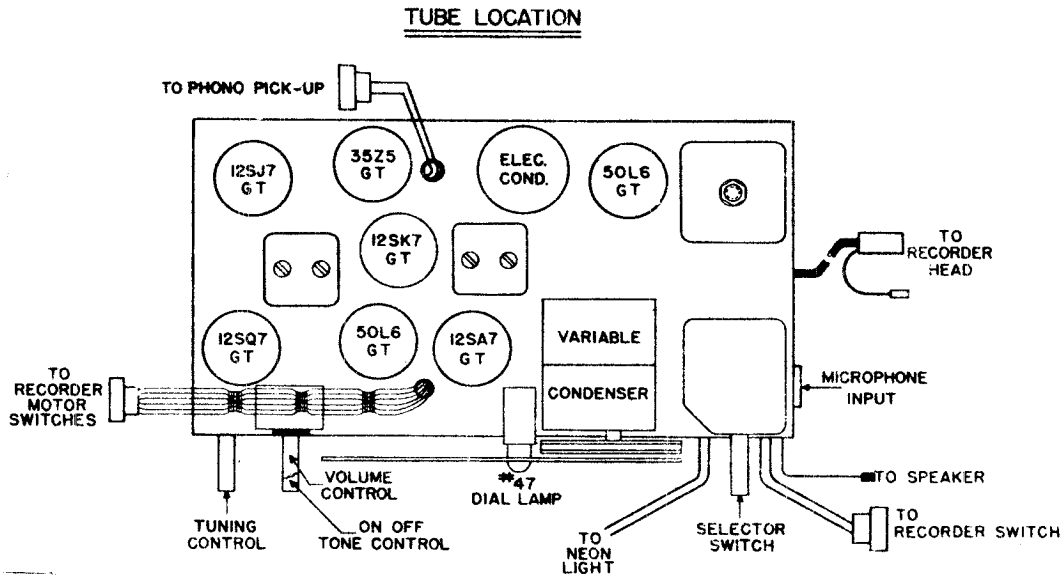 TUBE LOCATION
TO PHONO PICK-UP
12SJ7
GT
35Z5
GT
ELEC.
COND.
50L6
GT
12SK7
GT
TO
RECORDER
HEAD
12SQ7
GT
50L6
GT
12SA7
GT
VARIABLE
CONDENSER
TO
RECORDER
MOTOR
SWITCHES
MICROPHONE
INPUT
VOLUME
CONTROL
#47
DIAL LAMP
TO SPEAKER
TUNING
CONTROL
ON OFF
TONE CONTROL
TO
NEON
LIGHT
SELECTOR
SWITCH
TO
RECORDER SWITCH